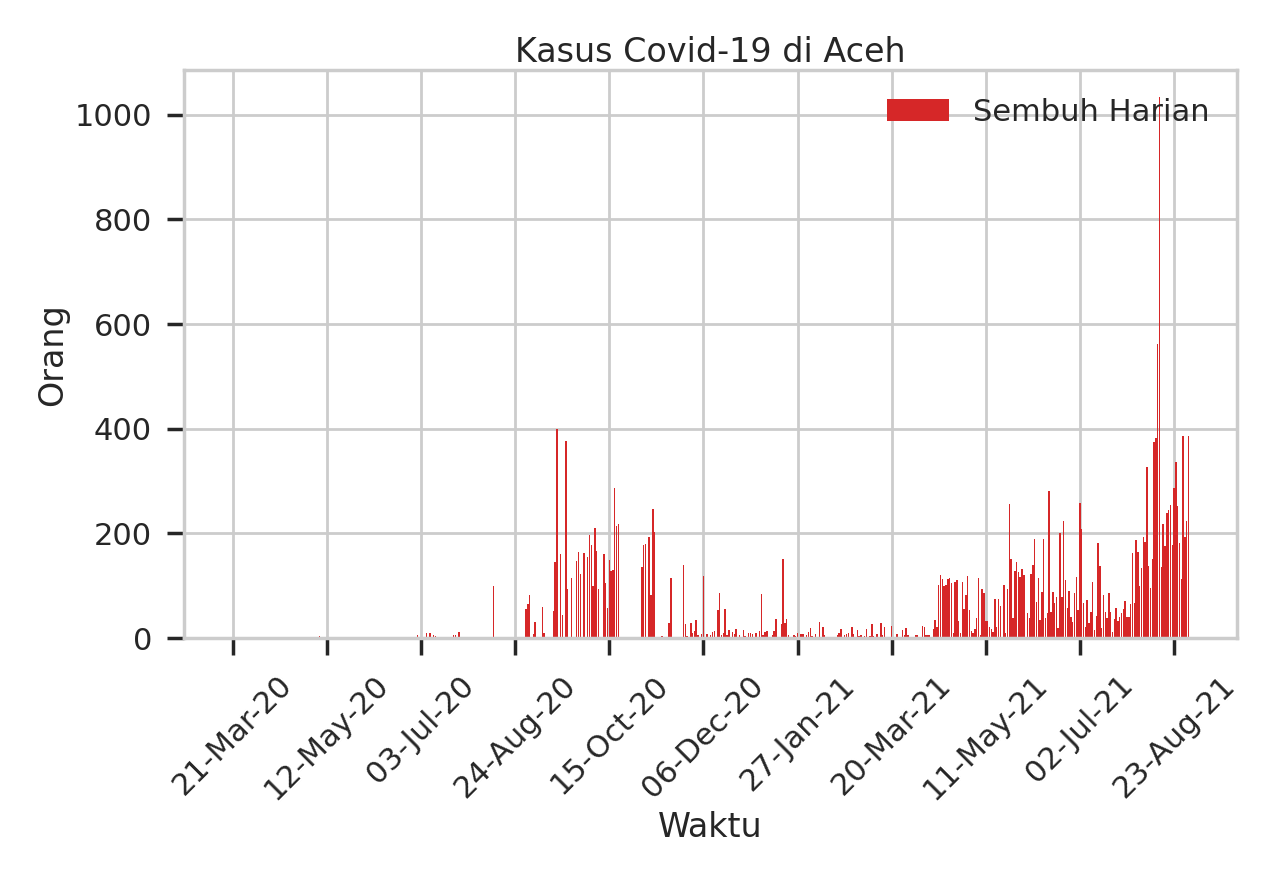 Kasus Covid-19 di Aceh
Sembuh Harian
Orang
1000
800
600
400
200
0
21-Mar-20
12-May-20
03-Jul-20
24-Aug-20
15-Oct-20
06-Dec-20
27-Jan-21
20-Mar-21
11-May-21
02-Jul-21
23-Aug-21
Waktu